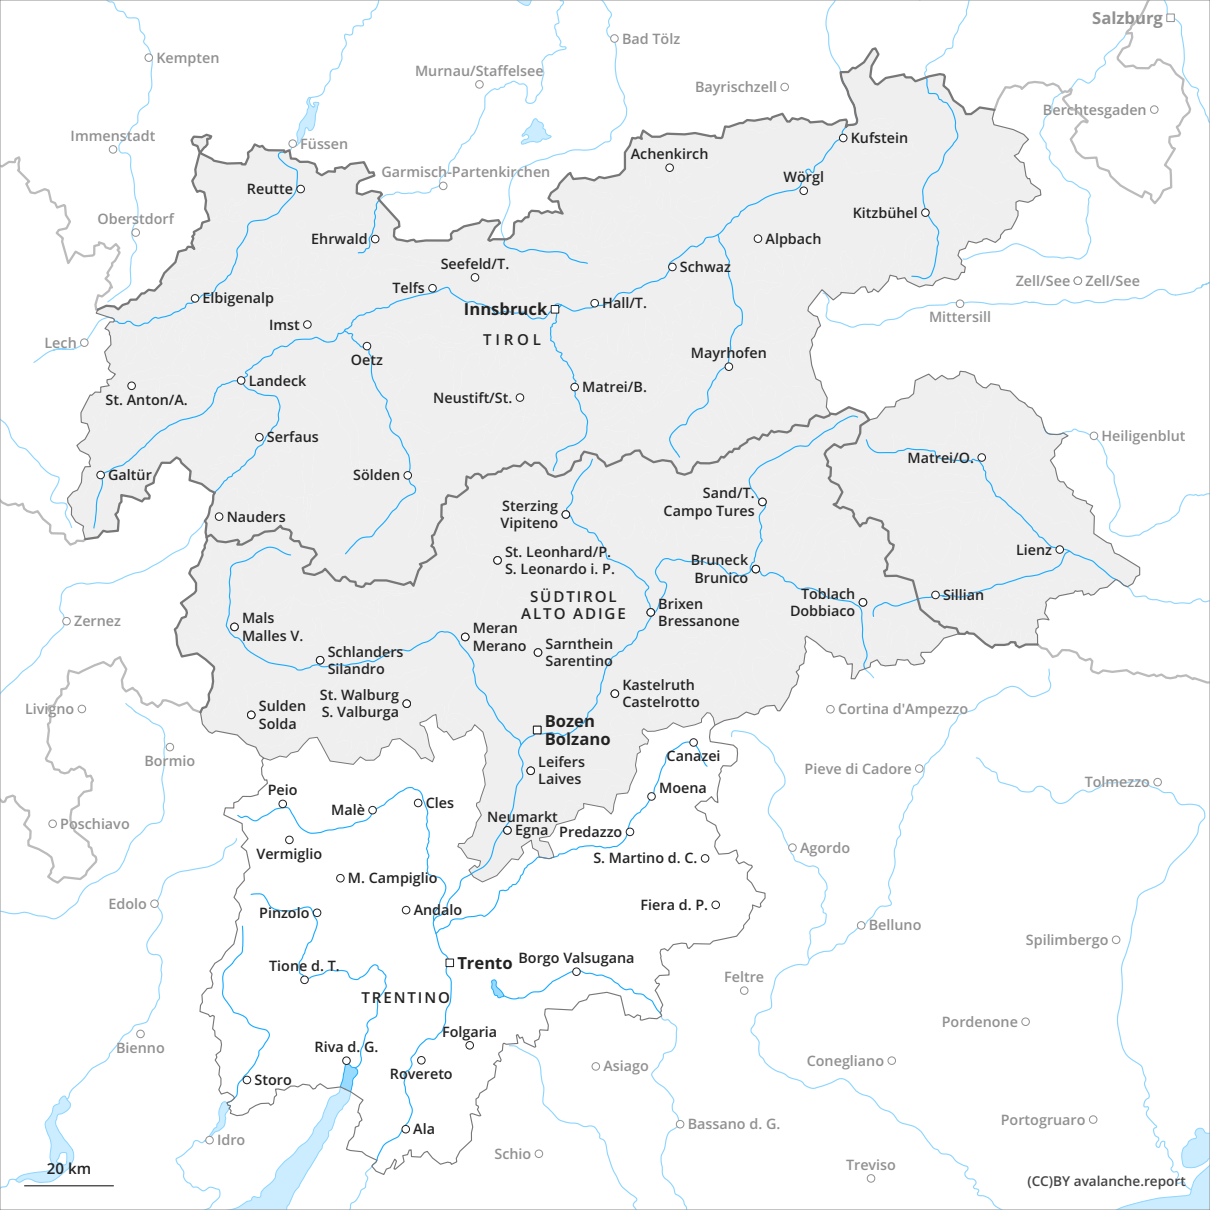 Salzburg
Kempten
Bad Tölz
Murnau/Staffelsee
Bayrischzell
Berchtesgaden
Immenstadt
Füssen
Kufstein
Achenkirch
Garmisch-Partenkirchen
Wörgl
Reutte
Oberstdorf
Kitzbühel
Ehrwald
Alpbach
Seefeld/T.
Schwaz
Zell/See
Zell/See
Telfs
Elbigenalp
Hall/T.
Innsbruck
Mittersill
Imst
TIROL
Lech
Oetz
Mayrhofen
Landeck
Matrei/B.
St. Anton/A.
Neustift/St.
Serfaus
Heiligenblut
Matrei/O.
Galtür
Sölden
Sand/T.
Campo Tures
Sterzing
Vipiteno
Nauders
St. Leonhard/P.
S. Leonardo i. P.
Lienz
Bruneck
Brunico
SÜDTIROL
ALTO ADIGE
Toblach
Dobbiaco
Sillian
Brixen
Bressanone
Zernez
Mals
Malles V.
Meran
Merano
Sarnthein
Sarentino
Schlanders
Silandro
Kastelruth
Castelrotto
St. Walburg
S. Valburga
Livigno
Sulden
Solda
Cortina d'Ampezzo
Bozen
Bolzano
Bormio
Canazei
Leifers
Laives
Pieve di Cadore
Tolmezzo
Peio
Moena
Malè
Cles
Neumarkt
Egna
Poschiavo
Predazzo
Vermiglio
Agordo
S. Martino d. C.
M. Campiglio
Edolo
Pinzolo
Andalo
Fiera d. P.
Belluno
Spilimbergo
Trento
Borgo Valsugana
Tione d. T.
Feltre
TRENTINO
Pordenone
Folgaria
Bienno
Riva d. G.
Conegliano
Asiago
Rovereto
Storo
Portogruaro
Bassano d. G.
Ala
Idro
Schio
Treviso
20 km
(CC)BY avalanche.report